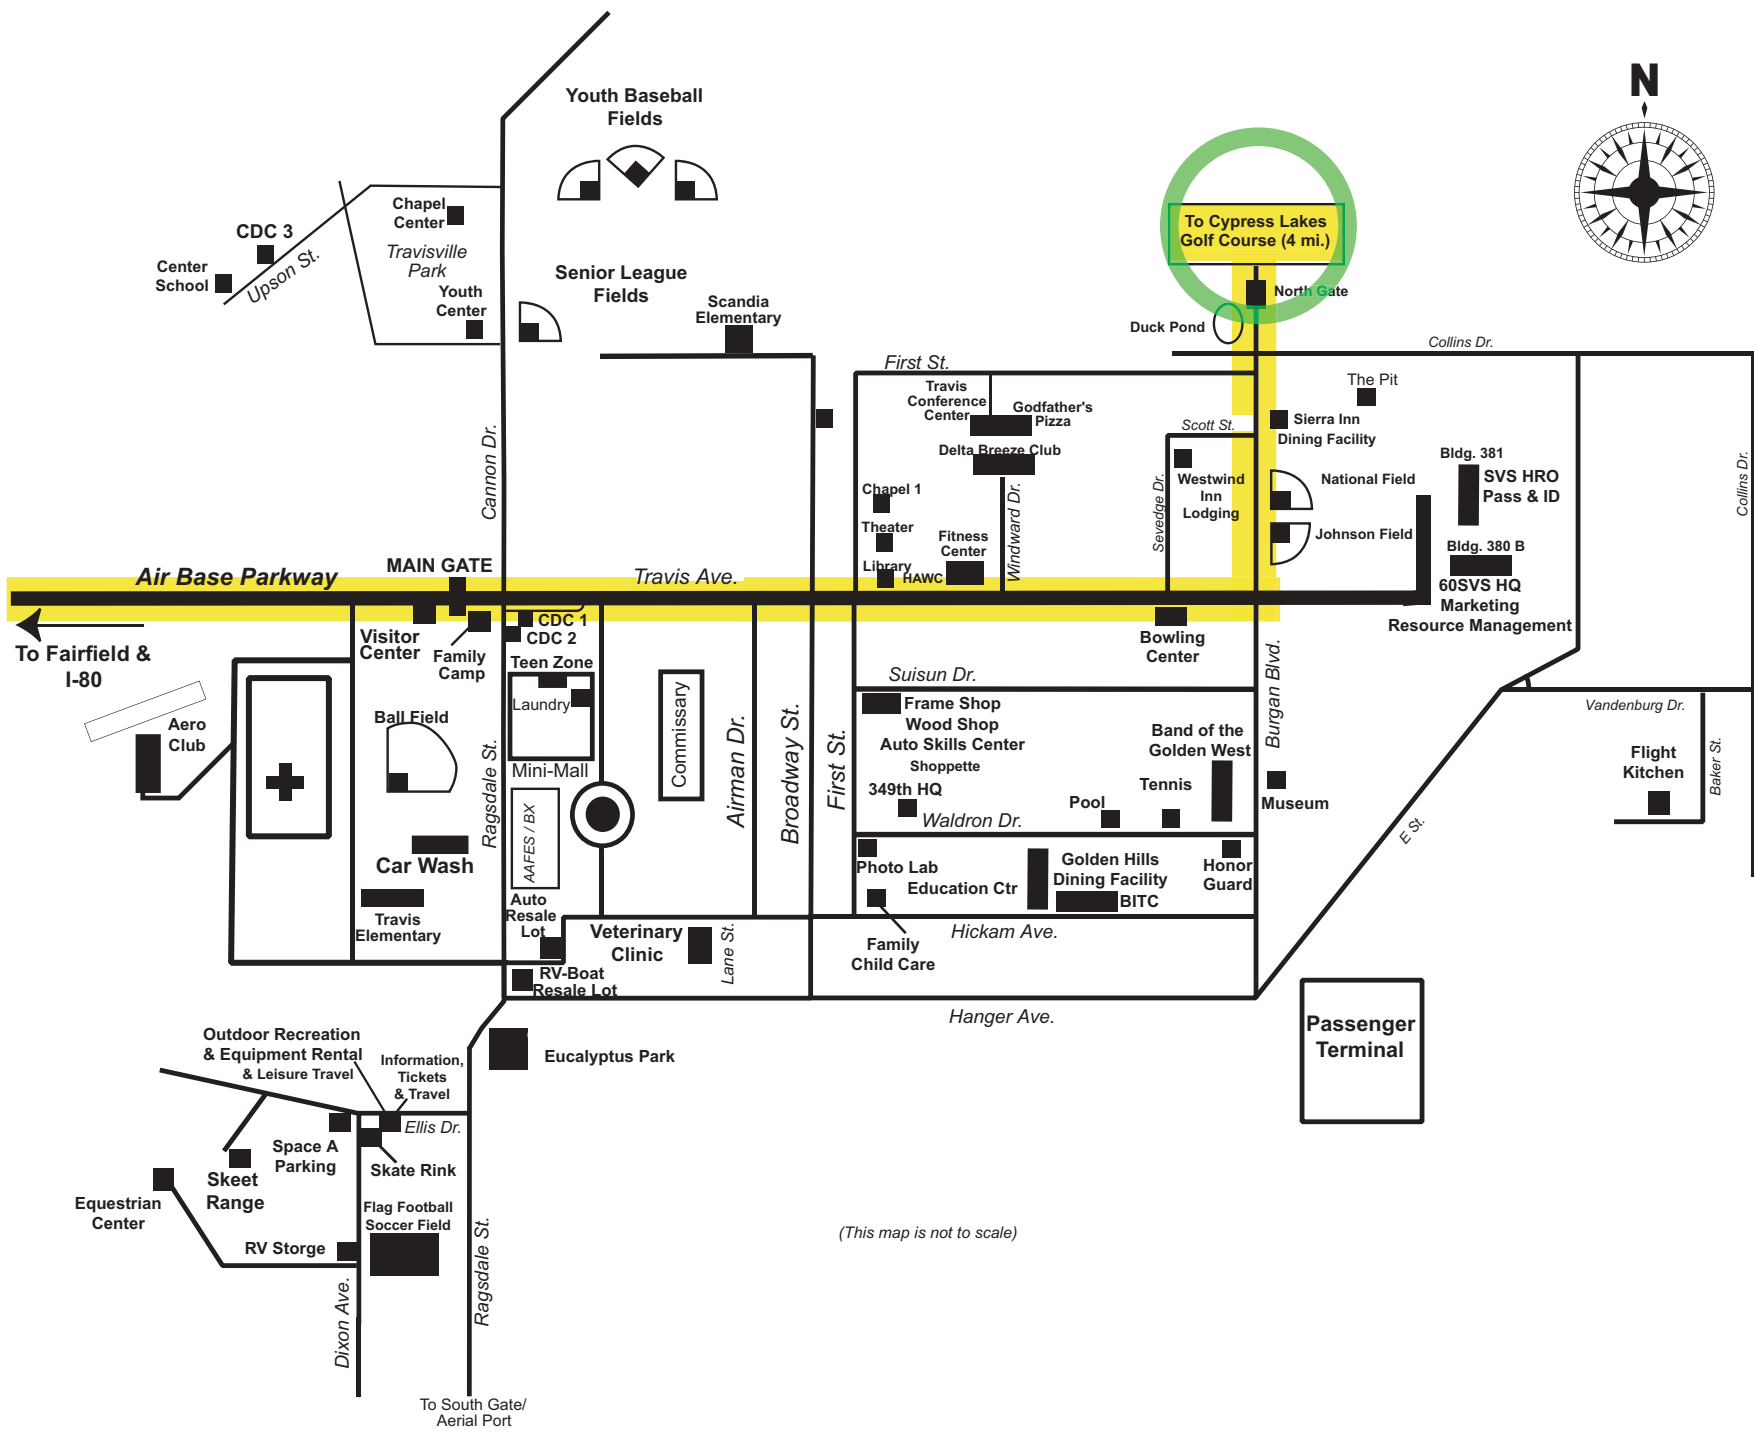 N
Youth Baseball
Fields
Chapel
Center
CDC 3
Center
School
Upson St.
Travisville
Park
Youth
Center
Senior League
Fields
Scandia
Elementary
To Cypress Lakes
Golf Course (4 mi.)
North Gate
Duck Pond
Collins Dr.
First St.
Travis
Conference
Center
Godfather's
Pizza
Delta Breeze Club
The Pit
Sierra Inn
Dining Facility
Scott St.
Westwind
Inn
Lodging
Sevedge Dr.
National Field
Johnson Field
Bldg. 381
SVS HRO
Pass & ID
Bldg. 380 B
60SVS HQ
Marketing
Resource Management
Collins Dr.
Cannon Dr.
Chapel 1
Theater
Library
HAWC
Fitness
Center
Windward Dr.
Air Base Parkway
MAIN GATE
Travis Ave.
To Fairfield &
I-80
Visitor
Center
Family
Camp
CDC 1
CDC 2
Teen Zone
Laundry
Mini-Mall
Commissary
Bowling
Center
Suisun Dr.
Burgan Blvd.
Aero
Club
Ball Field
Ragsdale St.
AAFES / BX
Airman Dr.
Broadway St.
First St.
Frame Shop
Wood Shop
Auto Skills Center
Shoppette
349th HQ
Waldron Dr.
Band of the
Golden West
Tennis
Pool
Museum
Vandenburg Dr.
Flight
Kitchen
Baker St.
E St.
Car Wash
Travis
Elementary
Auto
Resale
Lot
Veterinary
Clinic
Lane St.
RV-Boat
Resale Lot
Photo Lab
Education Ctr
Golden Hills
Dining Facility
BITC
Honor
Guard
Family
Child Care
Hickam Ave.
Hanger Ave.
Passenger
Terminal
Eucalyptus Park
Outdoor Recreation
& Equipment Rental
& Leisure Travel
Information,
Tickets
& Travel
Ellis Dr.
Space A
Parking
Skate Rink
Skeet
Range
Equestrian
Center
Flag Football
Soccer Field
RV Storge
Dixon Ave.
Ragsdale St.
(This map is not to scale)
To South Gate/
Aerial Port